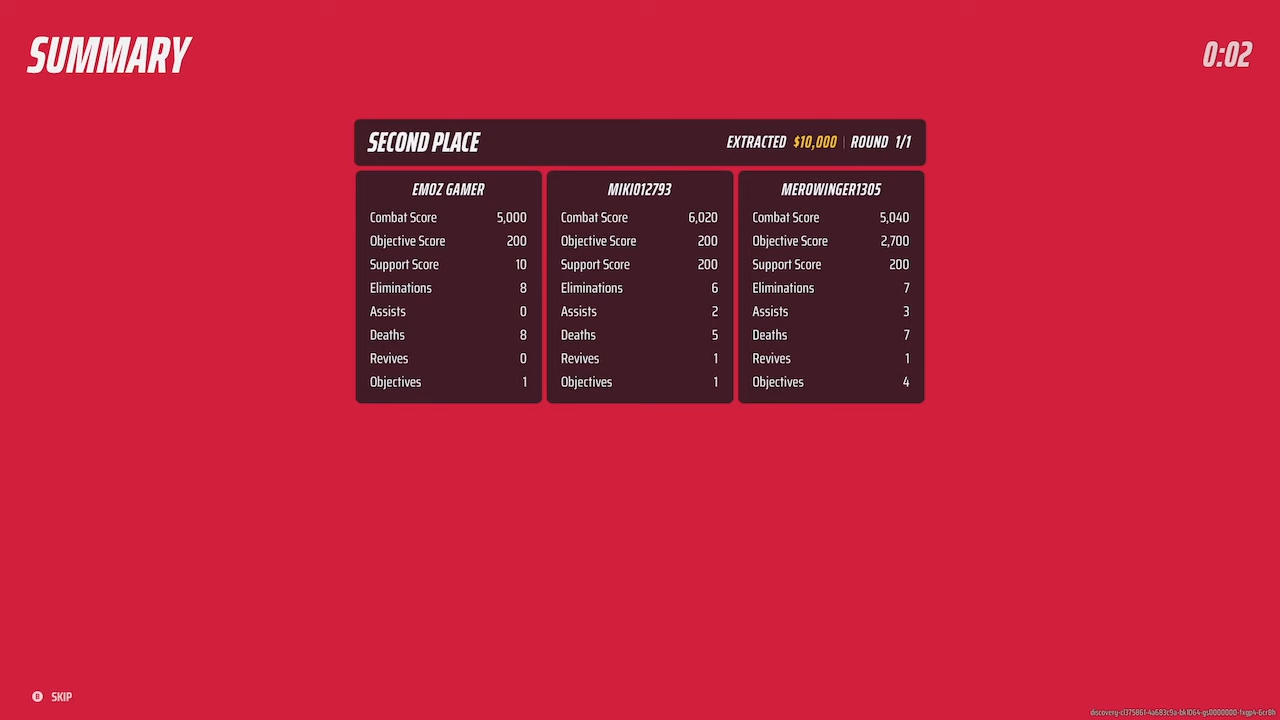 SUMMARY
0:02
SECOND PLACE
EXTRACTED $10,000 | ROUND 1/1
EMOZ GAMER
Combat Score 5,000
Objective Score 200
Support Score 10
Eliminations 8
Assists 0
Deaths 8
Revives 0
Objectives 1
MIKI012793
Combat Score 6,020
Objective Score 200
Support Score 200
Eliminations 6
Assists 2
Deaths 5
Revives 1
Objectives 1
MEROWINGER1305
Combat Score 5,040
Objective Score 2,700
Support Score 200
Eliminations 7
Assists 3
Deaths 7
Revives 1
Objectives 4
B SKIP